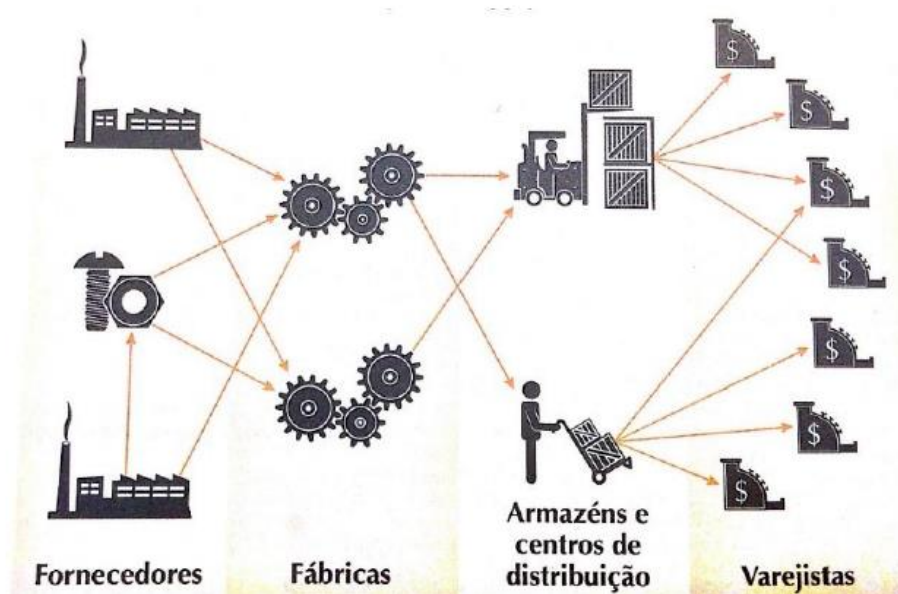 $
$
$
$
$
$
$
Fornecedores
Fábricas
Armazéns e
centros de
distribuição
Varejistas